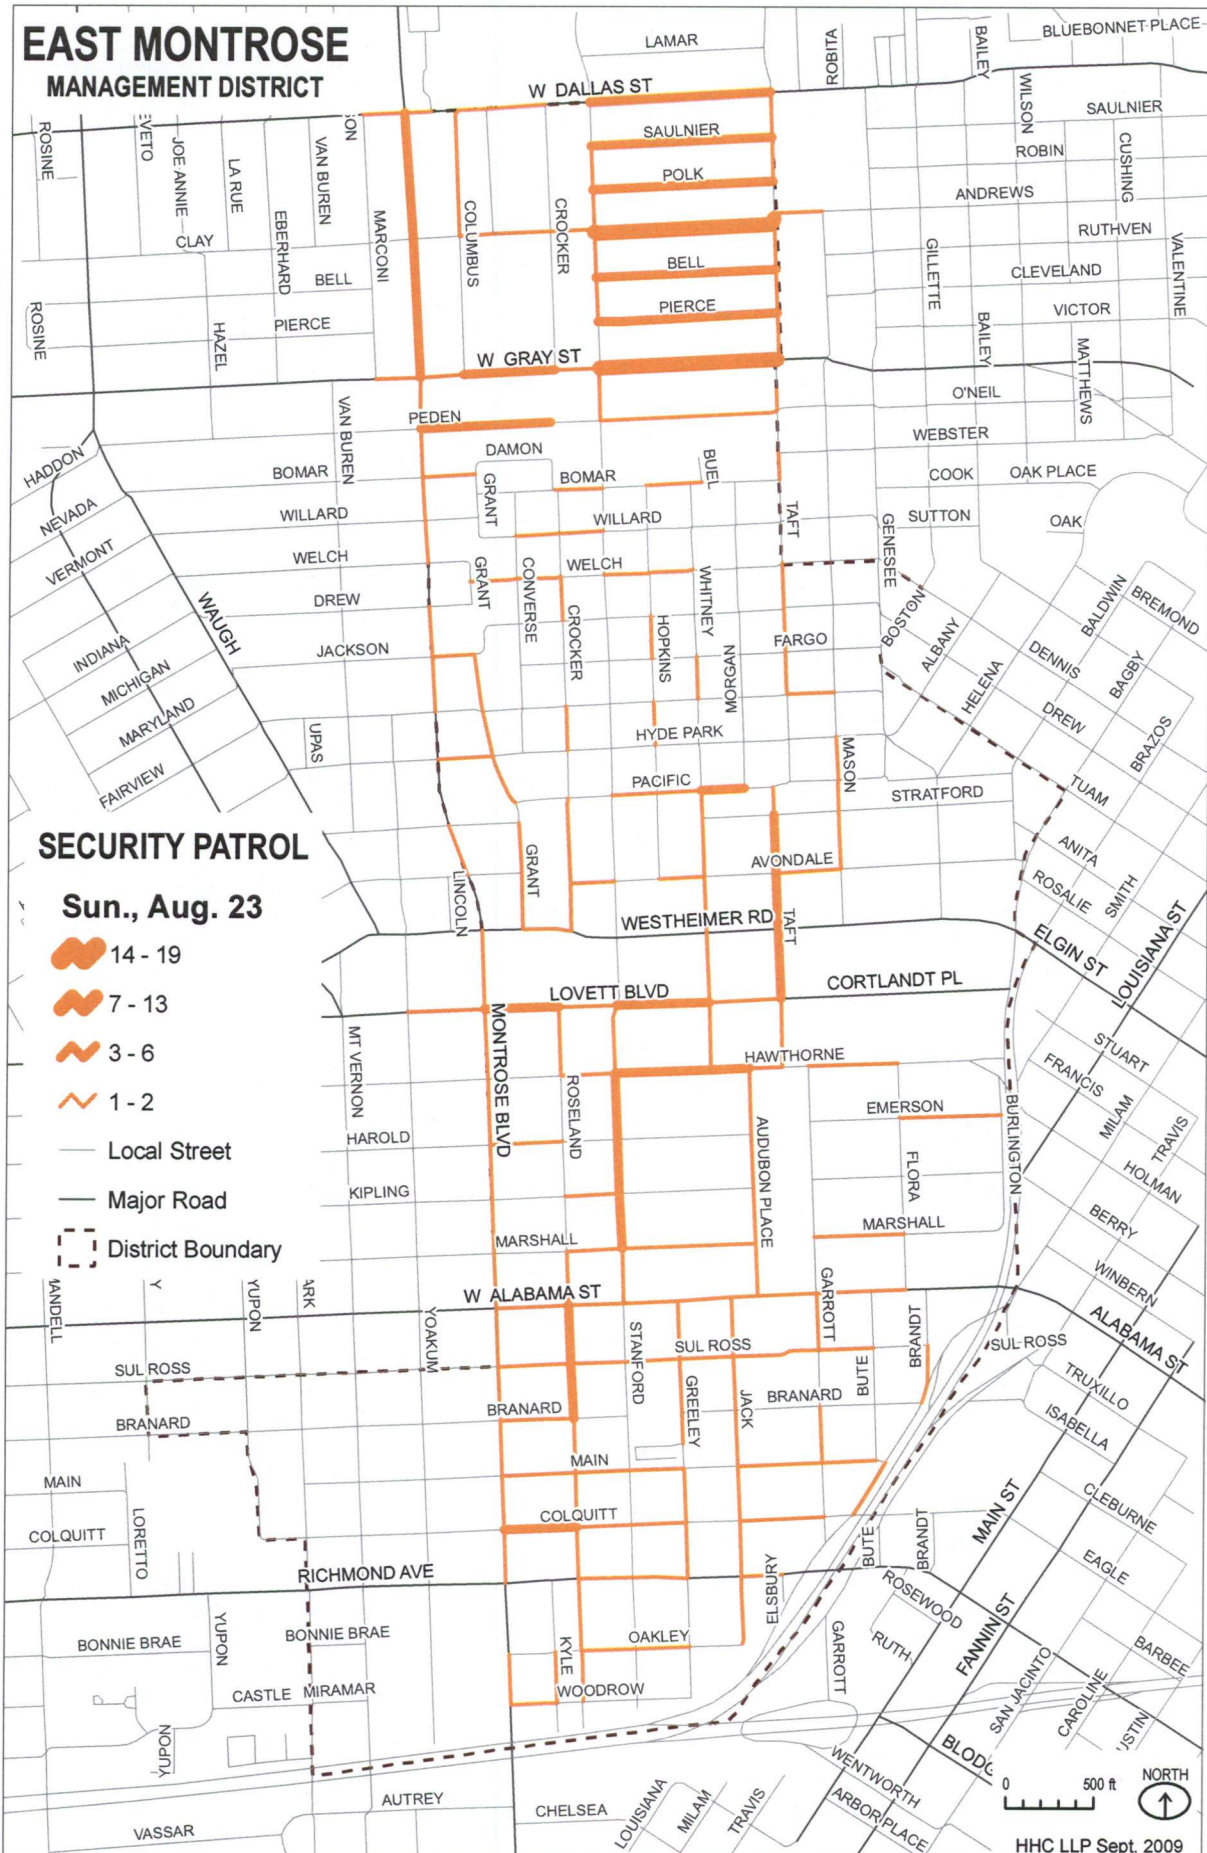 EAST MONTROSE
MANAGEMENT DISTRICT
LAMAR
ROBITA
BAILEY
BLUEBONNET PLACE
W DALLAS ST
WILSON
SAULNIER
SAULNIER
ROSINE
EVETO
JOE ANNIE
LA RUE
VAN BUREN
ON
ROBIN
CUSHING
POLK
ANDREWS
EBERHARD
MARCONI
COLUMBUS
CROCKER
CLAY
RUTHVEN
GILLETTE
VALENTINE
BELL
BELL
CLEVELAND
PIERCE
VICTOR
ROSINE
HAZEL
PIERCE
BAILEY
MATTHEWS
W GRAY ST
O'NEIL
VAN BUREN
PEDEN
WEBSTER
HADDON
DAMON
BOMAR
GRANT
BOMAR
BUEL
COOK
OAK PLACE
NEVADA
WILLARD
WILLARD
TAFT
GENESEE
SUTTON
OAK
VERMONT
WELCH
GRANT
CONVERSE
WELCH
WHITNEY
BALDWIN
BREMOND
WAUGH
DREW
CROCKER
HOPKINS
FARGO
BOSTON
ALBANY
DENNIS
BAGBY
INDIANA
JACKSON
MORGAN
HELENA
MICHIGAN
DREW
BRAZOS
MARYLAND
UPAS
HYDE PARK
MASON
FAIRVIEW
PACIFIC
STRATFORD
TUAM
SECURITY PATROL
GRANT
AVONDALE
ANITA
ROSALIE
SMITH
Sun., Aug. 23
LINCOLN
WESTHEIMER RD
TAFT
ELGIN ST
LOUISIANA ST
14 - 19
7 - 13
LOVETT BLVD
CORTLANDT PL
3 - 6
MT VERNON
MONTROSE BLVD
ROSELAND
HAWTHORNE
STUART
FRANCIS
1 - 2
EMERSON
BURLINGTON
MILAM
TRAVIS
HAROLD
AUDUBON PLACE
Local Street
FLORA
HOLMAN
Major Road
KIPLING
MARSHALL
BERRY
District Boundary
MARSHALL
WINBERN
MANDELL
Y
YUPON
ARK
YOAKUM
W ALABAMA ST
GARROTT
BRANDT
ALABAMA ST
SUL ROSS
STANFORD
SUL ROSS
SUL ROSS
BUTE
TRUXILLO
BRANARD
BRANARD
GREELEY
JACK
BRANARD
ISABELLA
MAIN
MAIN
MAIN ST
CLEBURNE
COLQUITT
LORETTO
COLQUITT
BUTE
BRANDT
EAGLE
RICHMOND AVE
ELSBURY
ROSEWOOD
FANNIN ST
YUPON
BONNIE BRAE
BONNIE BRAE
KYLE
OAKLEY
GARROTT
RUTH
BARBEE
CASTLE
MIRAMAR
WOODROW
SAN JACINTO
CAROLINE
USTIN
YUPON
BLODG
WENTWORTH
ARBOR PLACE
AUTREY
CHELSEA
LOUISIANA
MILAM
TRAVIS
VASSAR
0
500 ft
NORTH
HHC LLP Sept. 2009